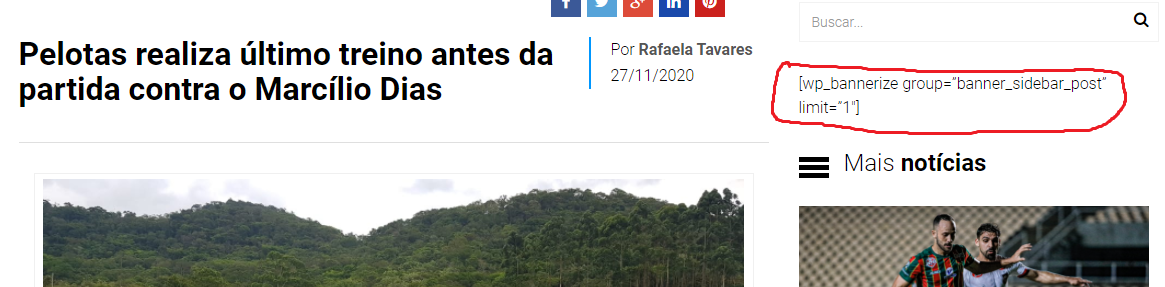 Pelotas realiza último treino antes da
partida contra o Marcílio Dias
Por Rafaela Tavares
27/11/2020
Buscar...
[wp_bannerize group=”banner_sidebar_post”
limit=”1″]
Mais notícias